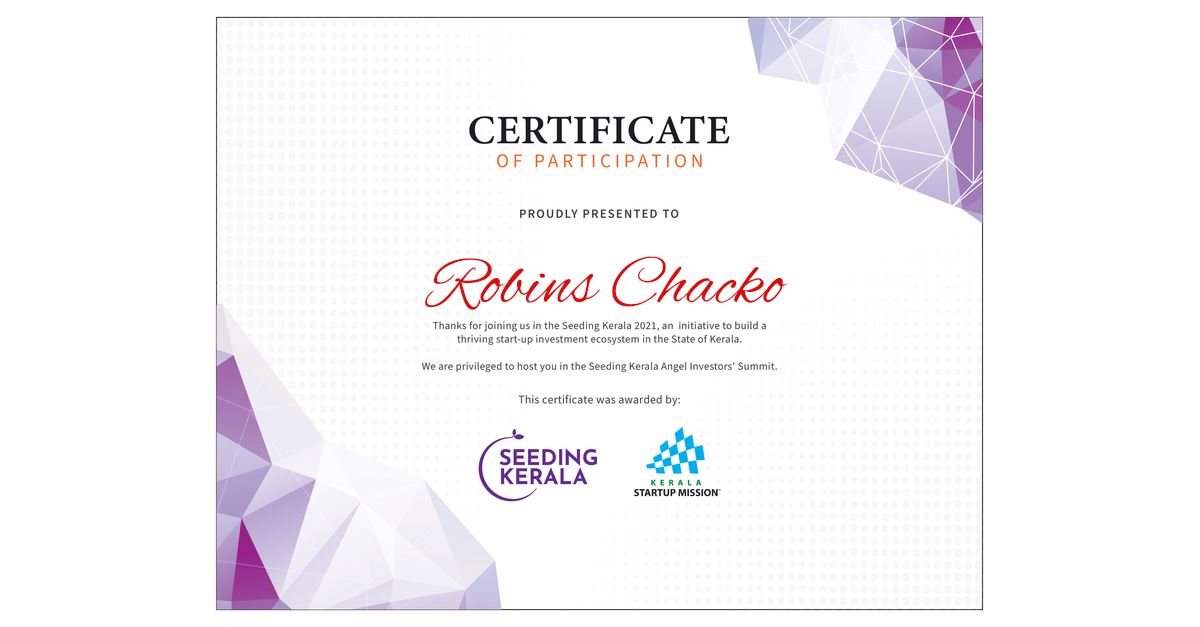 CERTIFICATE
OF PARTICIPATION
PROUDLY PRESENTED TO
Robins Chacko
Thanks for joining us in the Seeding Kerala 2021, an initiative to build a
thriving start-up investment ecosystem in the State of Kerala.
We are privileged to host you in the Seeding Kerala Angel Investors' Summit.
This certificate was awarded by:
SEEDING
KERALA
KERALA
STARTUP MISSION